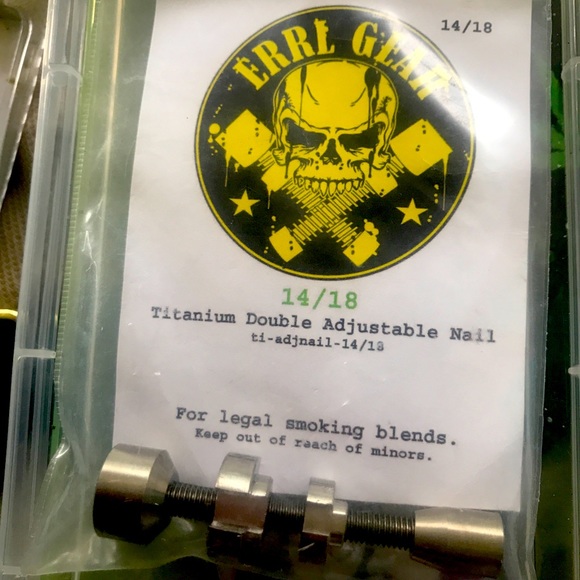 14/18
ERRL GEAR
14/18
Titanium Double Adjustable Nail
ti-adjnail-14/18
For legal smoking blends.
Keep out of reach of minors.